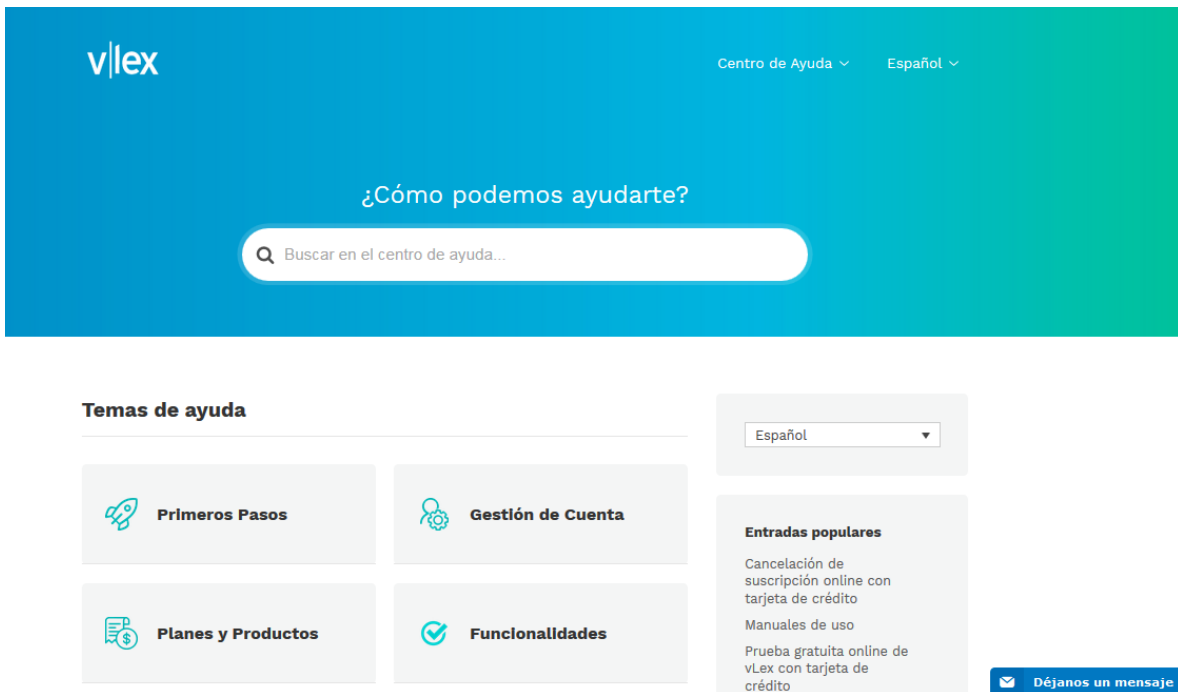 v|lex
Centro de Ayuda
Español
¿Cómo podemos ayudarte?
Buscar en el centro de ayuda...
Temas de ayuda
Primeros Pasos
Gestión de Cuenta
Planes y Productos
Funcionalidades
Español
Entradas populares
Cancelación de
suscripción online con
tarjeta de crédito
Manuales de uso
Prueba gratuita online de
vLex con tarjeta de
crédito
Déjanos un mensaje